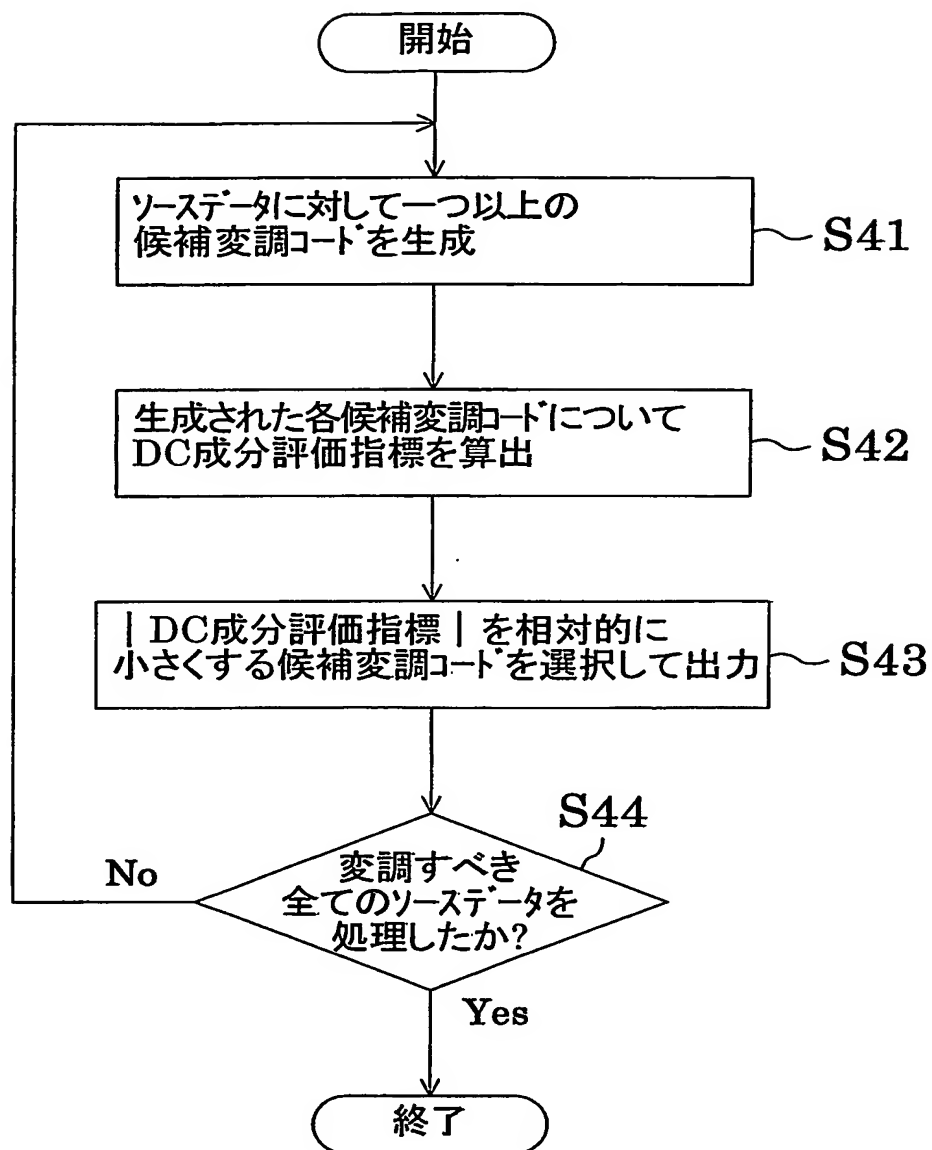 開始
ソースデータに対して一つ以上の
候補変調コードを生成
S41
生成された各候補変調コードについて
DC成分評価指標を算出
S42
|DC成分評価指標|を相対的に
小さくする候補変調コードを選択して出力
S43
S44
変調すべき
全てのソースデータを
処理したか?
No
Yes
終了